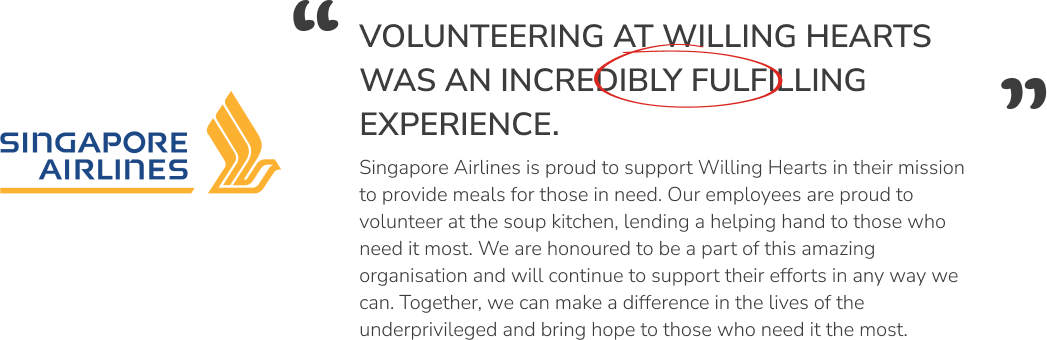 “
VOLUNTEERING AT WILLING HEARTS
WAS AN INCREDIBLY FULFILLING
EXPERIENCE.
”
SINGAPORE
AIRLINES
Singapore Airlines is proud to support Willing Hearts in their mission
to provide meals for those in need. Our employees are proud to
volunteer at the soup kitchen, lending a helping hand to those who
need it most. We are honoured to be a part of this amazing
organisation and will continue to support their efforts in any way we
can. Together, we can make a difference in the lives of the
underprivileged and bring hope to those who need it the most.